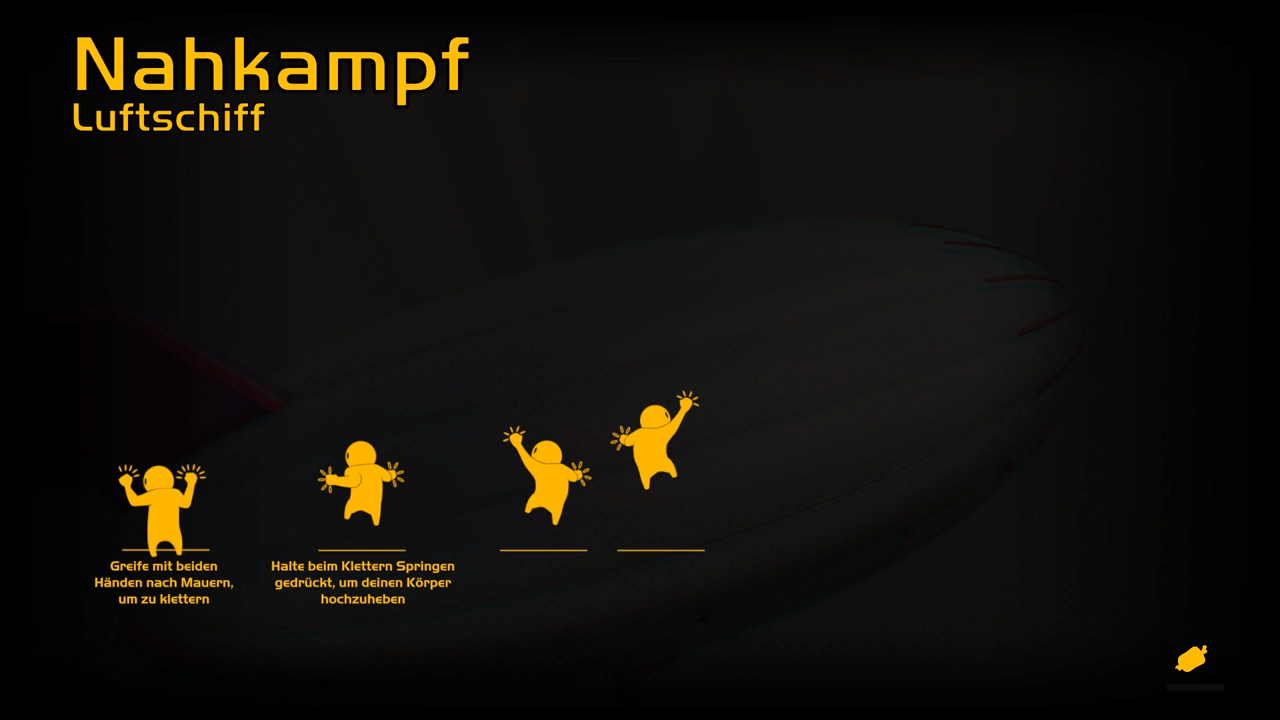 Nahkampf
Luftschiff
Greife mit beiden
Händen nach Mauern,
um zu klettern
Halte beim Klettern Springen
gedrückt, um deinen Körper
hochzuheben